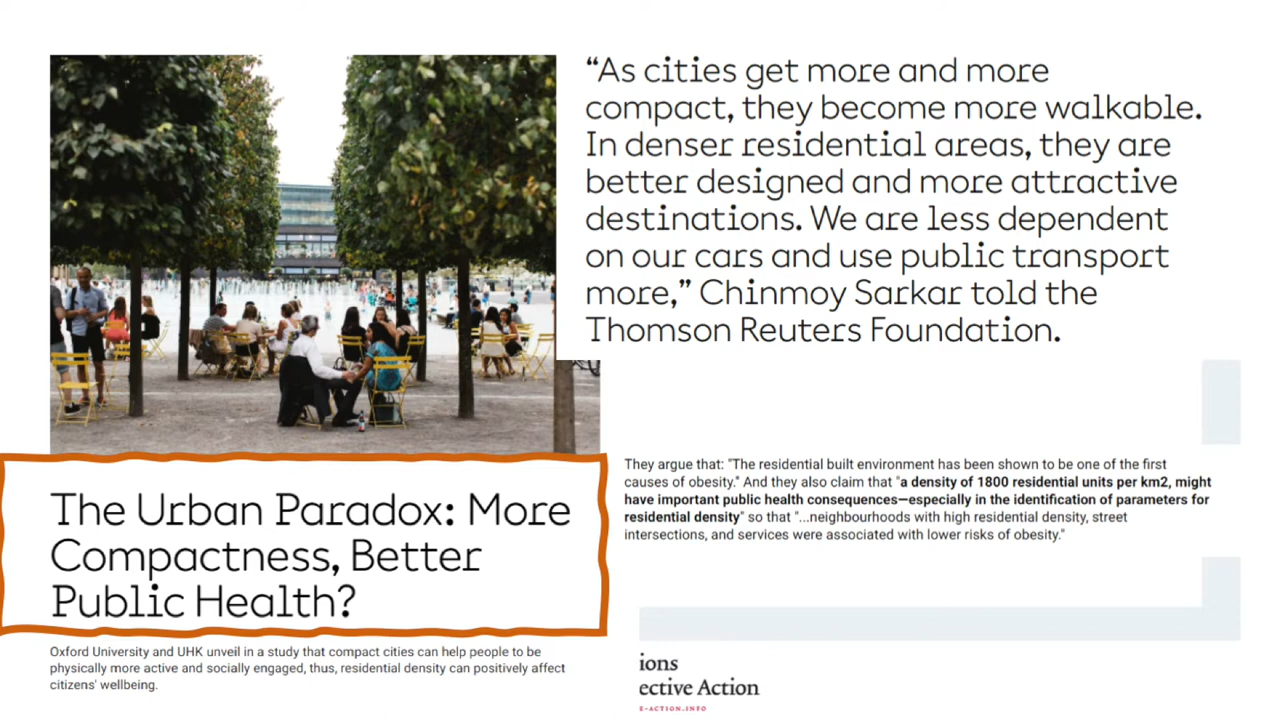 “As cities get more and more
compact, they become more walkable.
In denser residential areas, they are
better designed and more attractive
destinations. We are less dependent
on our cars and use public transport
more,” Chinmoy Sarkar told the
Thomson Reuters Foundation.
They argue that: "The residential built environment has been shown to be one of the first
causes of obesity." And they also claim that "a density of 1800 residential units per km2, might
have important public health consequences—especially in the identification of parameters for
residential density" so that "...neighbourhoods with high residential density, street
intersections, and services were associated with lower risks of obesity."
The Urban Paradox: More
Compactness, Better
Public Health?
Oxford University and UHK unveil in a study that compact cities can help people to be
physically more active and socially engaged, thus, residential density can positively affect
citizens' wellbeing.
ions
ective Action
E-ACTION.INFO